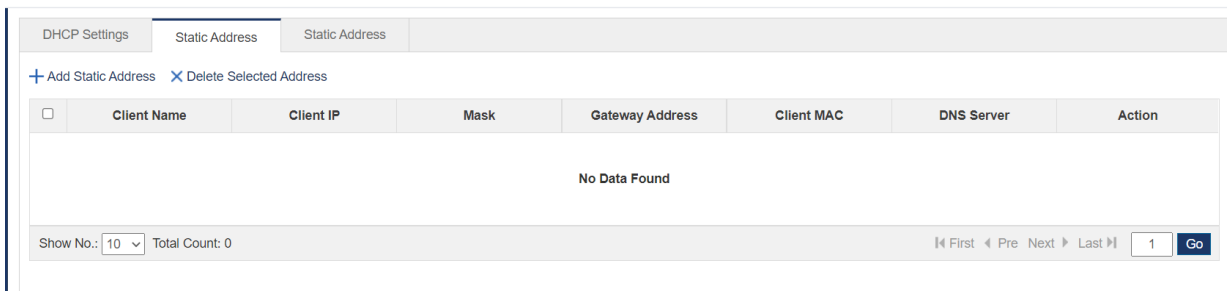 DHCP Settings Static Address Static Address
Add Static Address Delete Selected Address
Client Name Client IP Mask Gateway Address Client MAC DNS Server Action
No Data Found
Show No.: 10 Total Count: 0 First Pre Next Last 1 Go